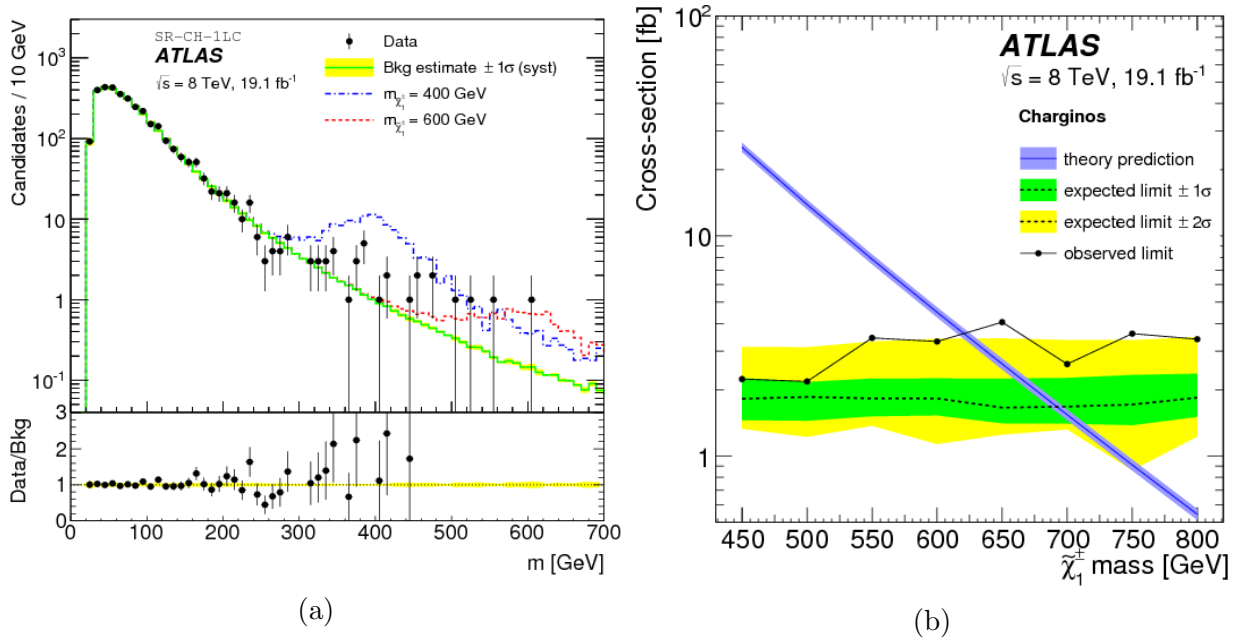 SR-CH-1LC
ATLAS
√s = 8 TeV, 19.1 fb⁻¹
Data
Bkg estimate ± 1σ (syst)
m_χ̃₁± = 400 GeV
m_χ̃₁± = 600 GeV
Candidates / 10 GeV
10³
10²
10
1
10⁻¹
Data/Bkg
3
2
1
0
0 100 200 300 400 500 600 700
m [GeV]
(a)
Cross-section [fb]
10²
10
1
ATLAS
√s = 8 TeV, 19.1 fb⁻¹
Charginos
theory prediction
expected limit ± 1σ
expected limit ± 2σ
observed limit
450 500 550 600 650 700 750 800
χ̃₁± mass [GeV]
(b)